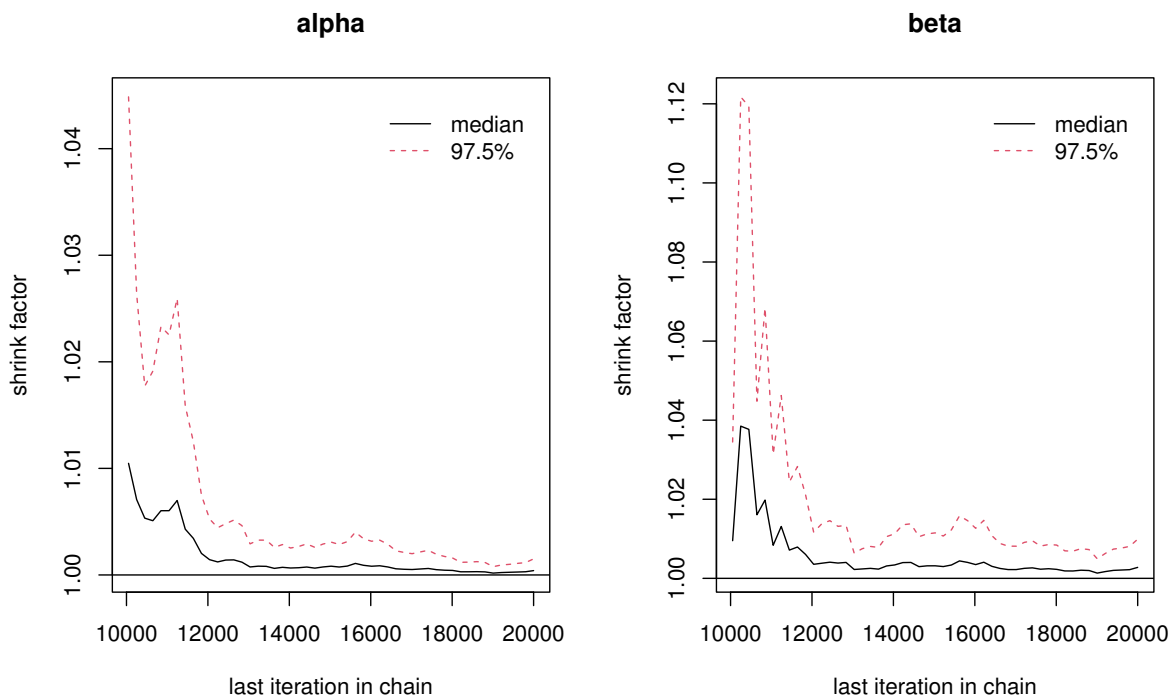 alpha
median
97.5%
shrink factor
1.00 1.01 1.02 1.03 1.04
10000 12000 14000 16000 18000 20000
last iteration in chain
beta
median
97.5%
shrink factor
1.00 1.02 1.04 1.06 1.08 1.10 1.12
10000 12000 14000 16000 18000 20000
last iteration in chain